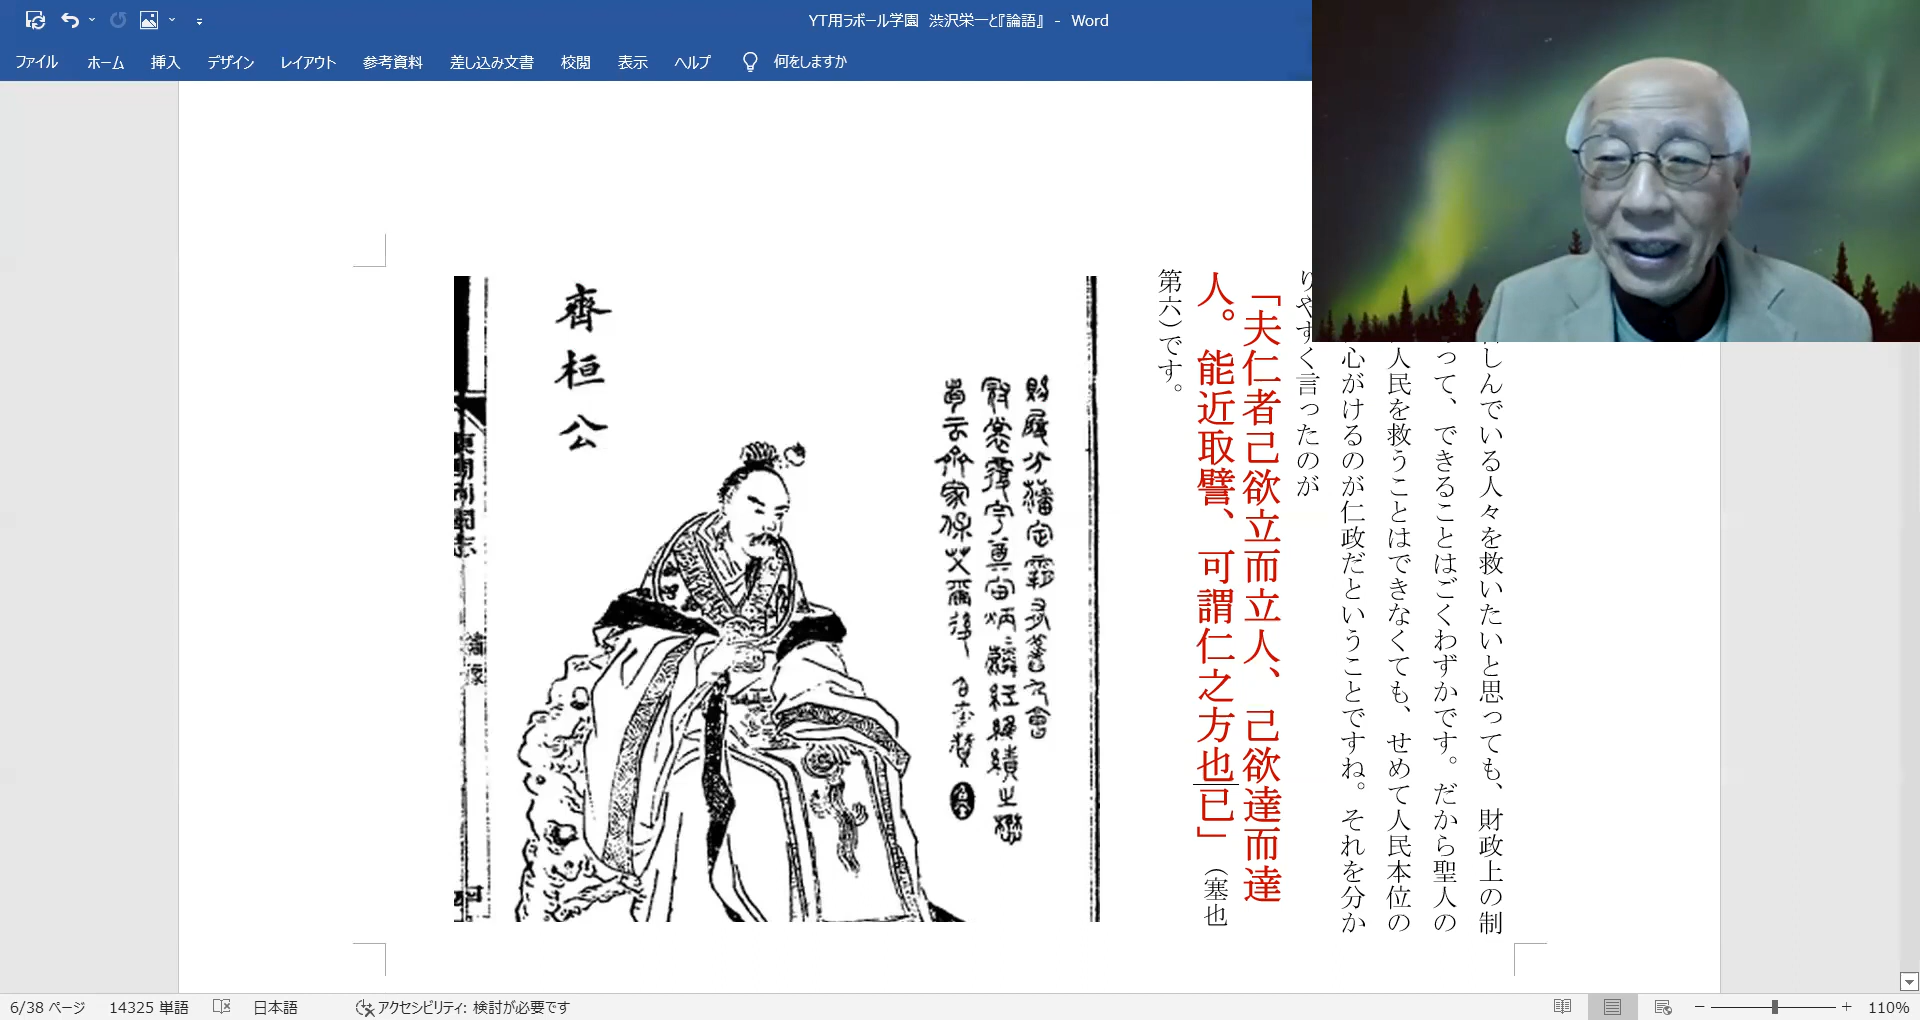 YT用ラボール学園 渋沢栄一と『論語』 - Word
ファイル ホーム 挿入 デザイン レイアウト 参考資料 差し込み文書 校閲 表示 ヘルプ 何をしますか
しんでいる人々を救いたいと思っても、財政上の制
って、できることはごくわずかです。だから聖人の
人民を救うことはできなくても、せめて人民本位の
心がけるのが仁政だということですね。それを分か
りやすく言ったのが
「夫仁者己欲立而立人、己欲達而達
人。能近取譬、可謂仁之方也已」（塞也
第六）です。
齊桓公
6/38 ページ 14325 単語 日本語 アクセシビリティ: 検討が必要です 110%